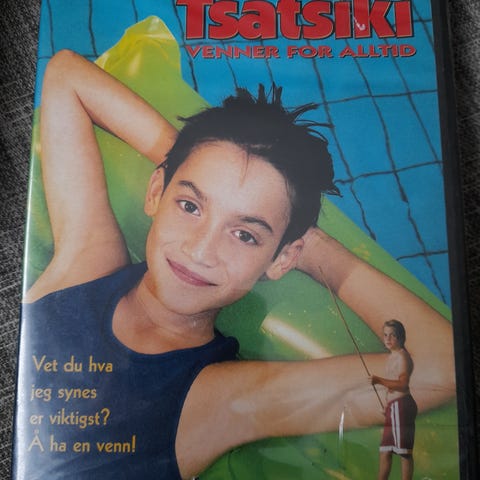 Tsatsiki
VENNER FOR ALLTID
Vet du hva
jeg synes
er viktigst?
Å ha en venn!